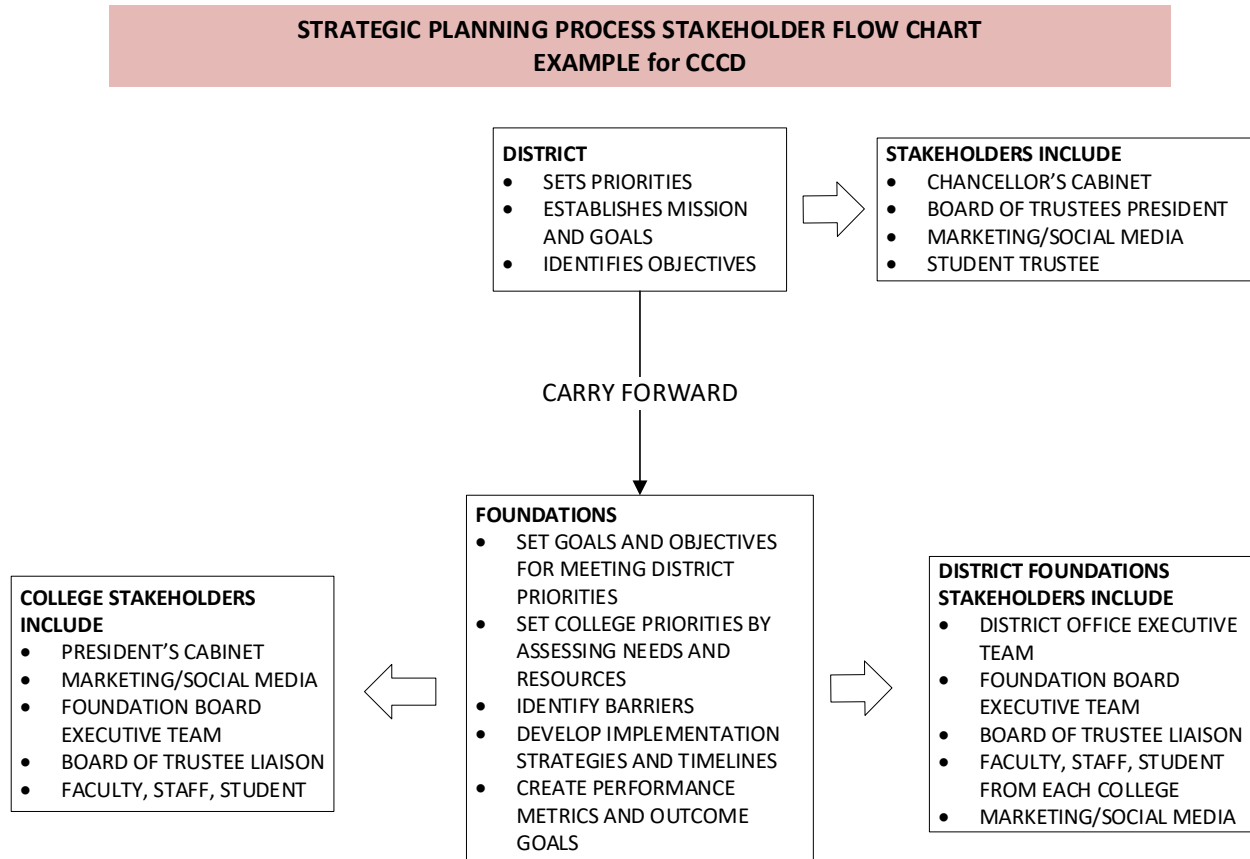 STRATEGIC PLANNING PROCESS STAKEHOLDER FLOW CHART
EXAMPLE for CCCD
DISTRICT
• SETS PRIORITIES
• ESTABLISHES MISSION
AND GOALS
• IDENTIFIES OBJECTIVES
STAKEHOLDERS INCLUDE
• CHANCELLOR'S CABINET
• BOARD OF TRUSTEES PRESIDENT
• MARKETING/SOCIAL MEDIA
• STUDENT TRUSTEE
CARRY FORWARD
FOUNDATIONS
• SET GOALS AND OBJECTIVES
FOR MEETING DISTRICT
PRIORITIES
• SET COLLEGE PRIORITIES BY
ASSESSING NEEDS AND
RESOURCES
• IDENTIFY BARRIERS
• DEVELOP IMPLEMENTATION
STRATEGIES AND TIMELINES
• CREATE PERFORMANCE
METRICS AND OUTCOME
GOALS
COLLEGE STAKEHOLDERS
INCLUDE
• PRESIDENT'S CABINET
• MARKETING/SOCIAL MEDIA
• FOUNDATION BOARD
EXECUTIVE TEAM
• BOARD OF TRUSTEE LIAISON
• FACULTY, STAFF, STUDENT
DISTRICT FOUNDATIONS
STAKEHOLDERS INCLUDE
• DISTRICT OFFICE EXECUTIVE
TEAM
• FOUNDATION BOARD
EXECUTIVE TEAM
• BOARD OF TRUSTEE LIAISON
• FACULTY, STAFF, STUDENT
FROM EACH COLLEGE
• MARKETING/SOCIAL MEDIA